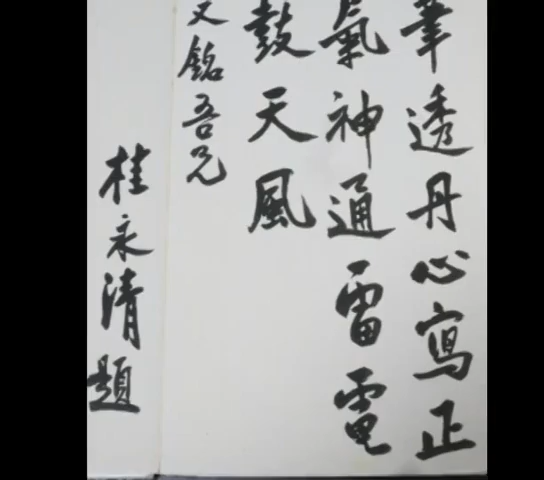 筆透丹心寫正
氣神通雷電
鼓天風
文銘吾兄
桂永清題